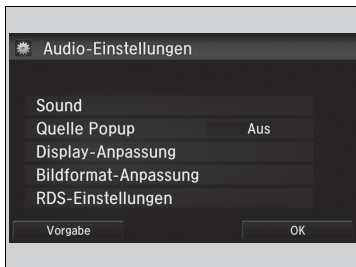 Audio-Einstellungen
Sound
Quelle Popup Aus
Display-Anpassung
Bildformat-Anpassung
RDS-Einstellungen
Vorgabe OK